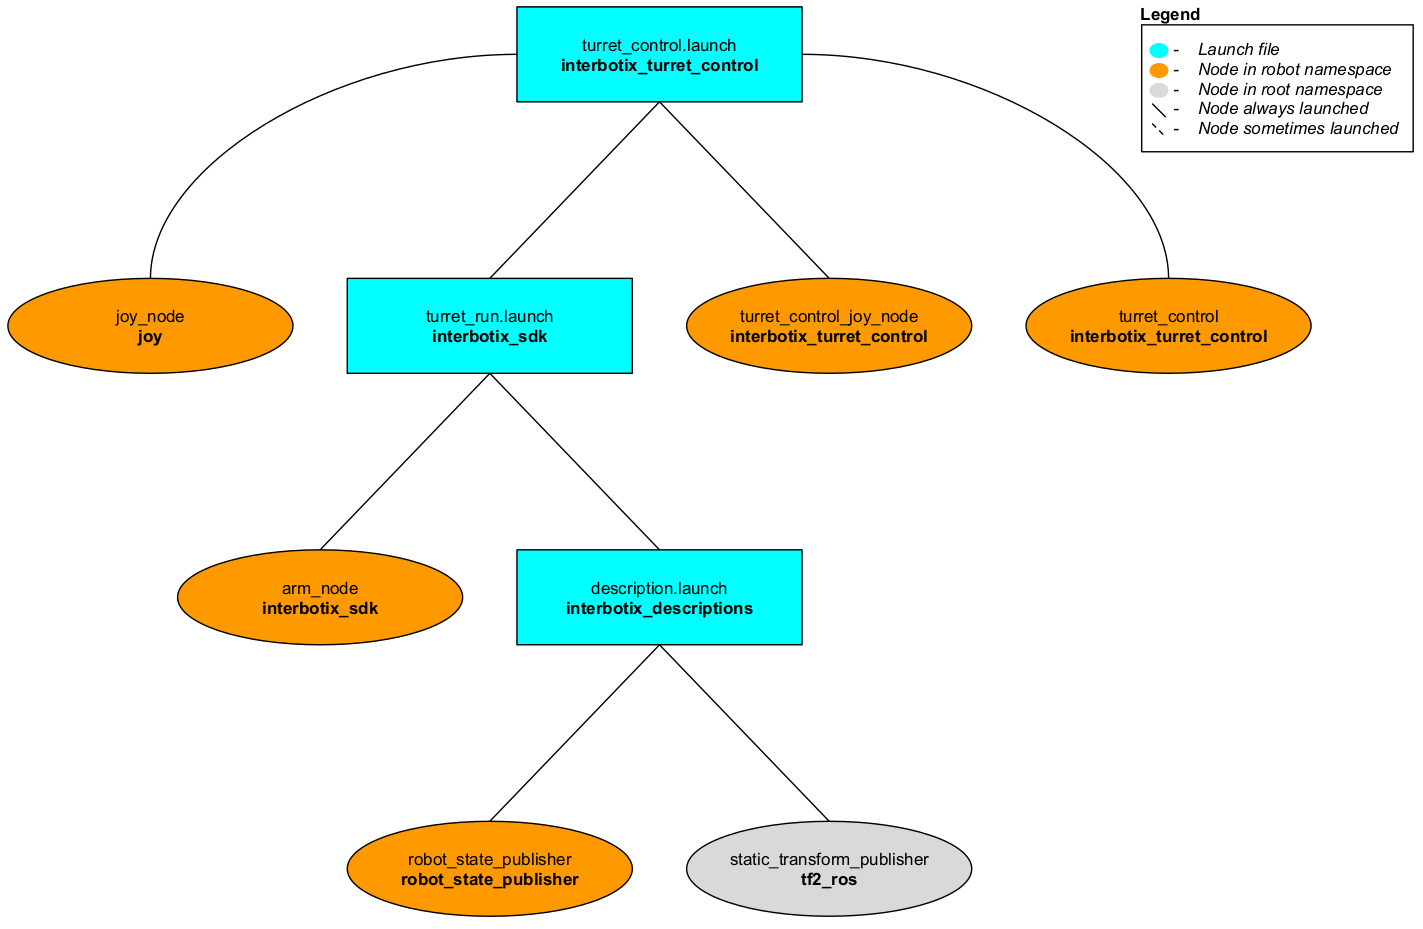 turret_control.launch
interbotix_turret_control
Legend
- Launch file
- Node in robot namespace
- Node in root namespace
- Node always launched
- Node sometimes launched
joy_node
joy
turret_run.launch
interbotix_sdk
turret_control_joy_node
interbotix_turret_control
turret_control
interbotix_turret_control
arm_node
interbotix_sdk
description.launch
interbotix_descriptions
robot_state_publisher
robot_state_publisher
static_transform_publisher
tf2_ros